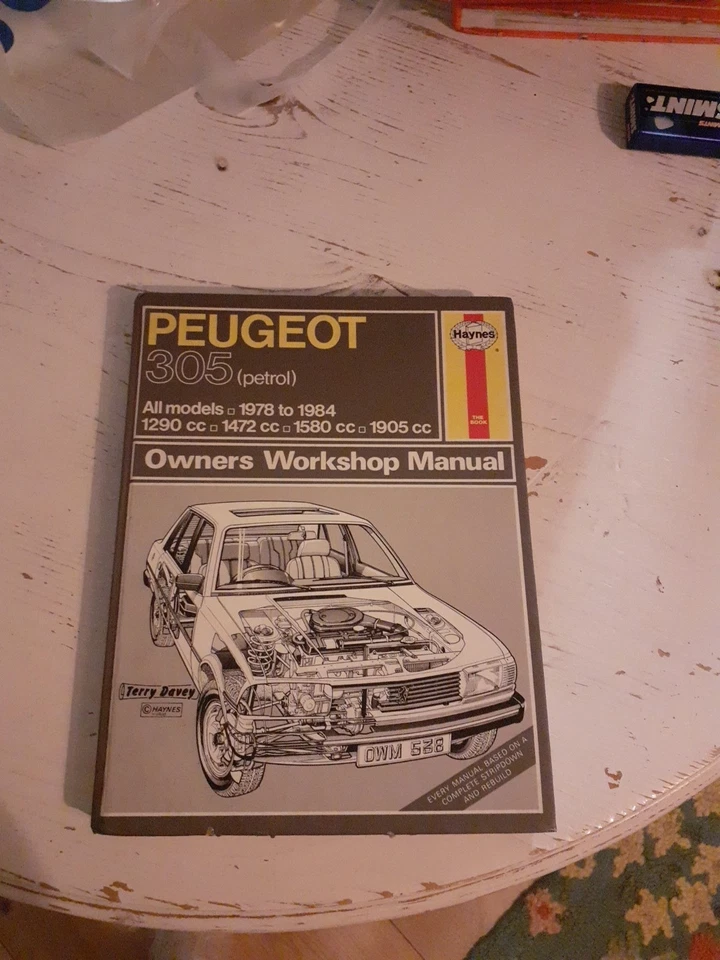 MINT
PEUGEOT
305 (petrol)
All models □ 1978 to 1984
1290 cc □ 1472 cc □ 1580 cc □ 1905 cc
Haynes
THE
BOOK
Owners Workshop Manual
Terry Davey
© HAYNES
OWM 538
EVERY MANUAL BASED ON A
COMPLETE STRIPDOWN
AND REBUILD